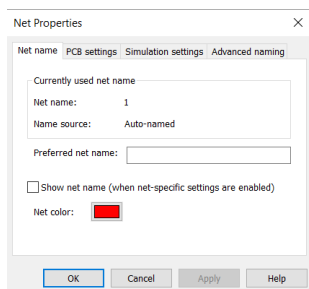 Net Properties
Net name PCB settings Simulation settings Advanced naming
Currently used net name
Net name: 1
Name source: Auto-named
Preferred net name:
Show net name (when net-specific settings are enabled)
Net color:
OK Cancel Apply Help